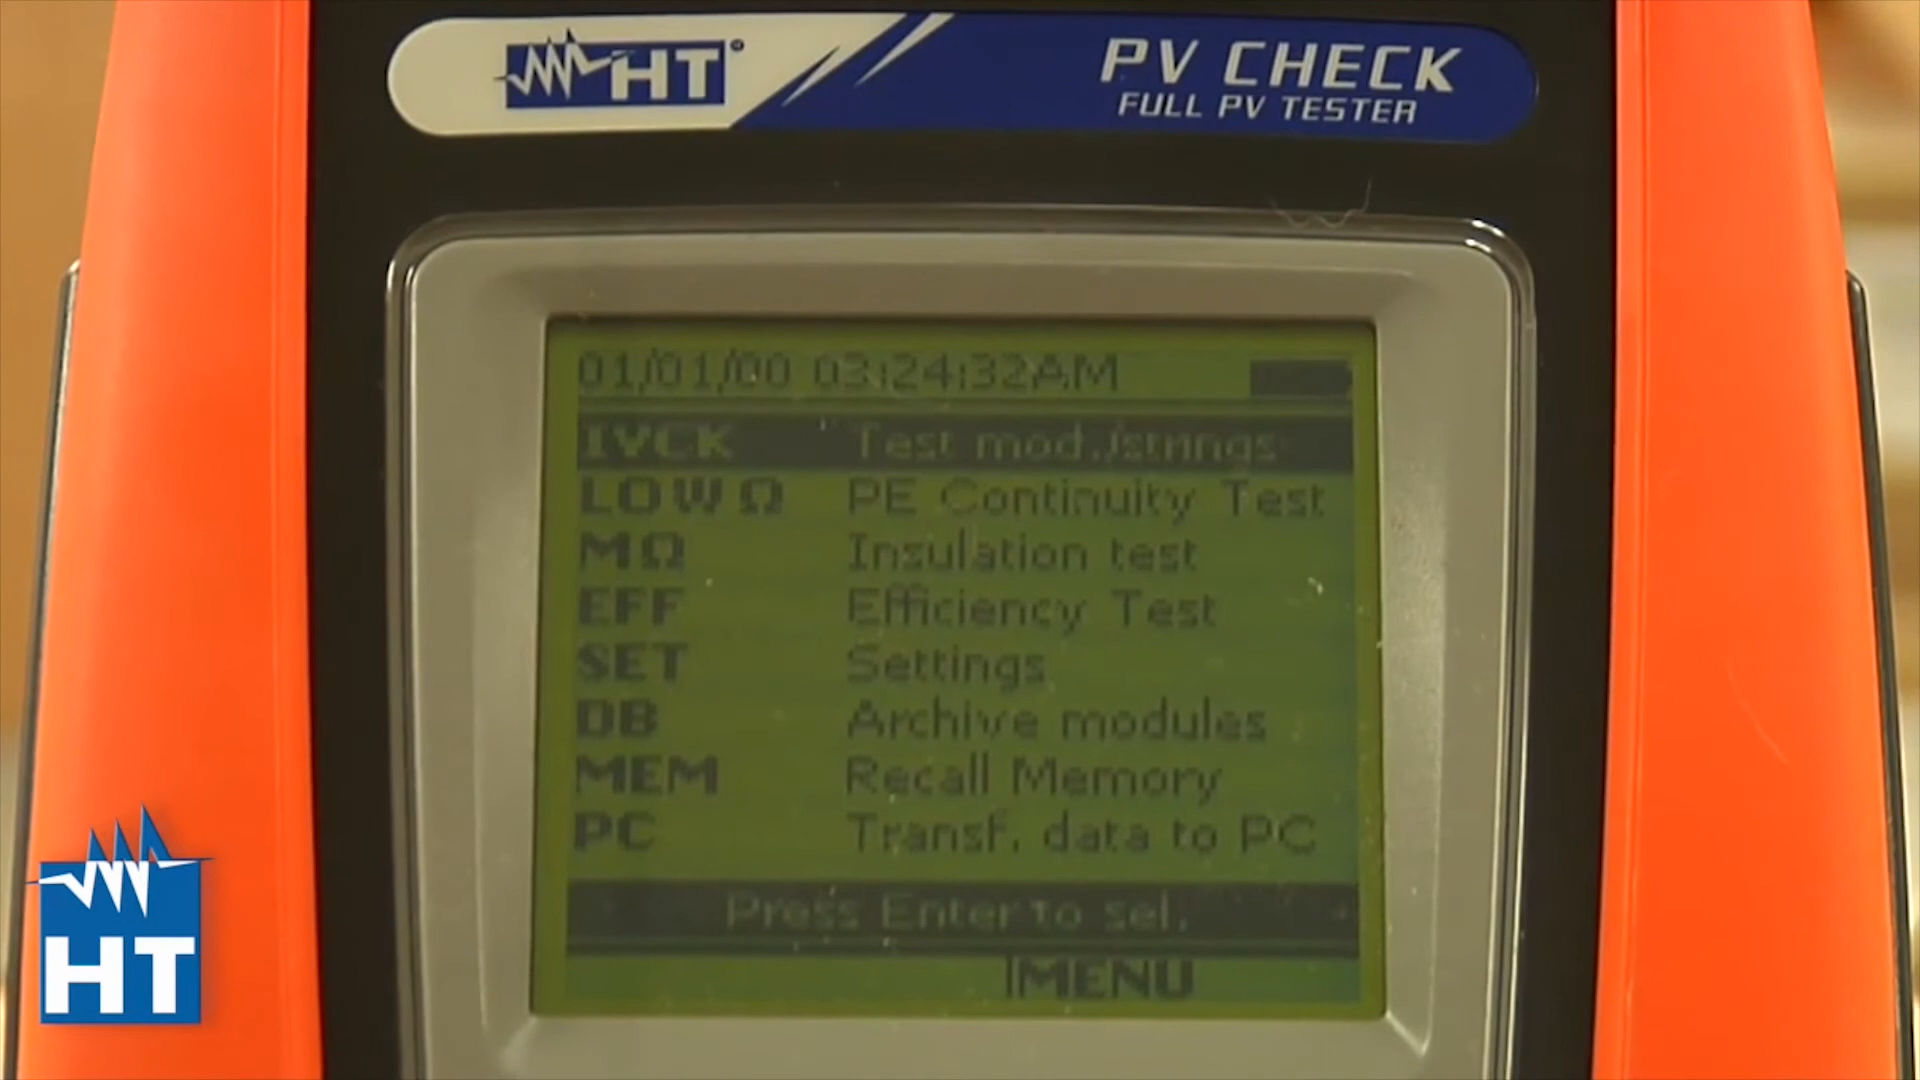 HT
PV CHECK
FULL PV TESTER
01/01/00 03:24:32AM
IVCK Test mod./strings
LOWΩ PE Continuity Test
MΩ Insulation test
EFF Efficiency Test
SET Settings
DB Archive modules
MEM Recall Memory
PC Transf. data to PC
Press Enter to sel.
MENU
HT